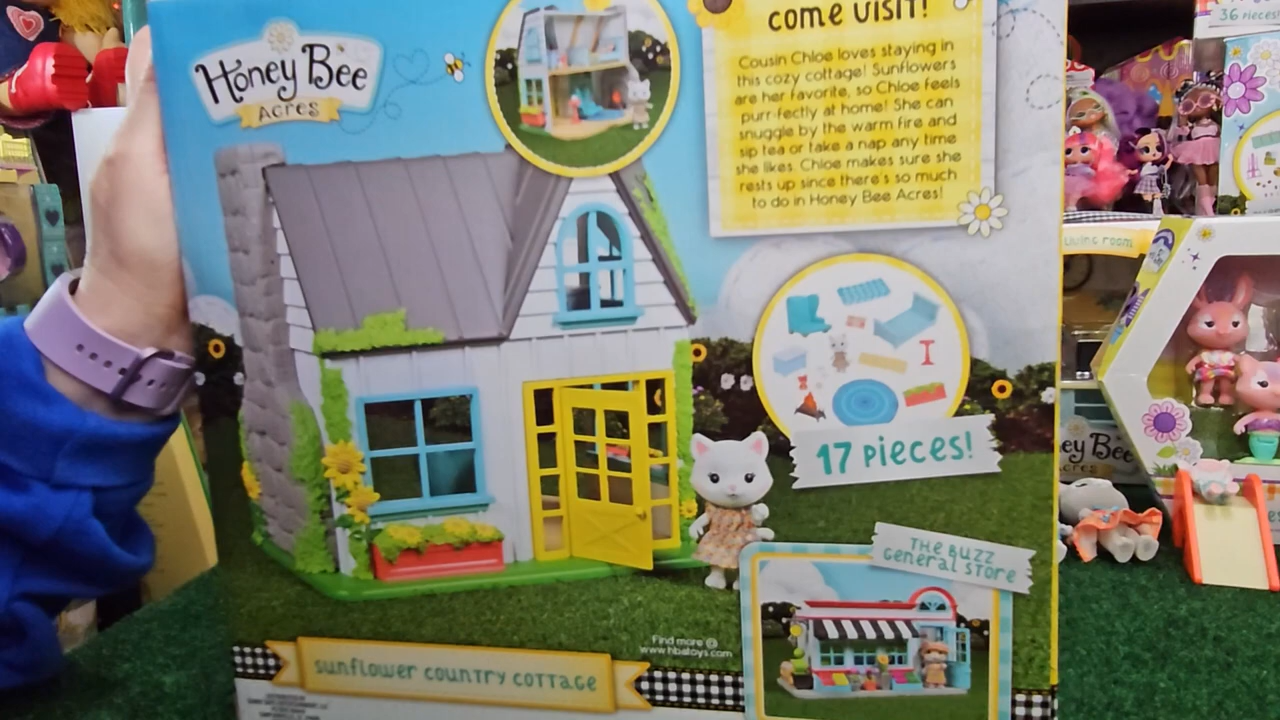 Honey Bee
Acres
come visit!
Cousin Chloe loves staying in
this cozy cottage! Sunflowers
are her favorite, so Chloe feels
purr-fectly at home! She can
snuggle by the warm fire and
sip tea or take a nap any time
she likes. Chloe makes sure she
rests up since there's so much
to do in Honey Bee Acres!
17 pieces!
THE BUZZ
General Store
Find more @
www.hbatoys.com
sunflower country cottage
36 pieces!
Living room
ney Bee
Acres